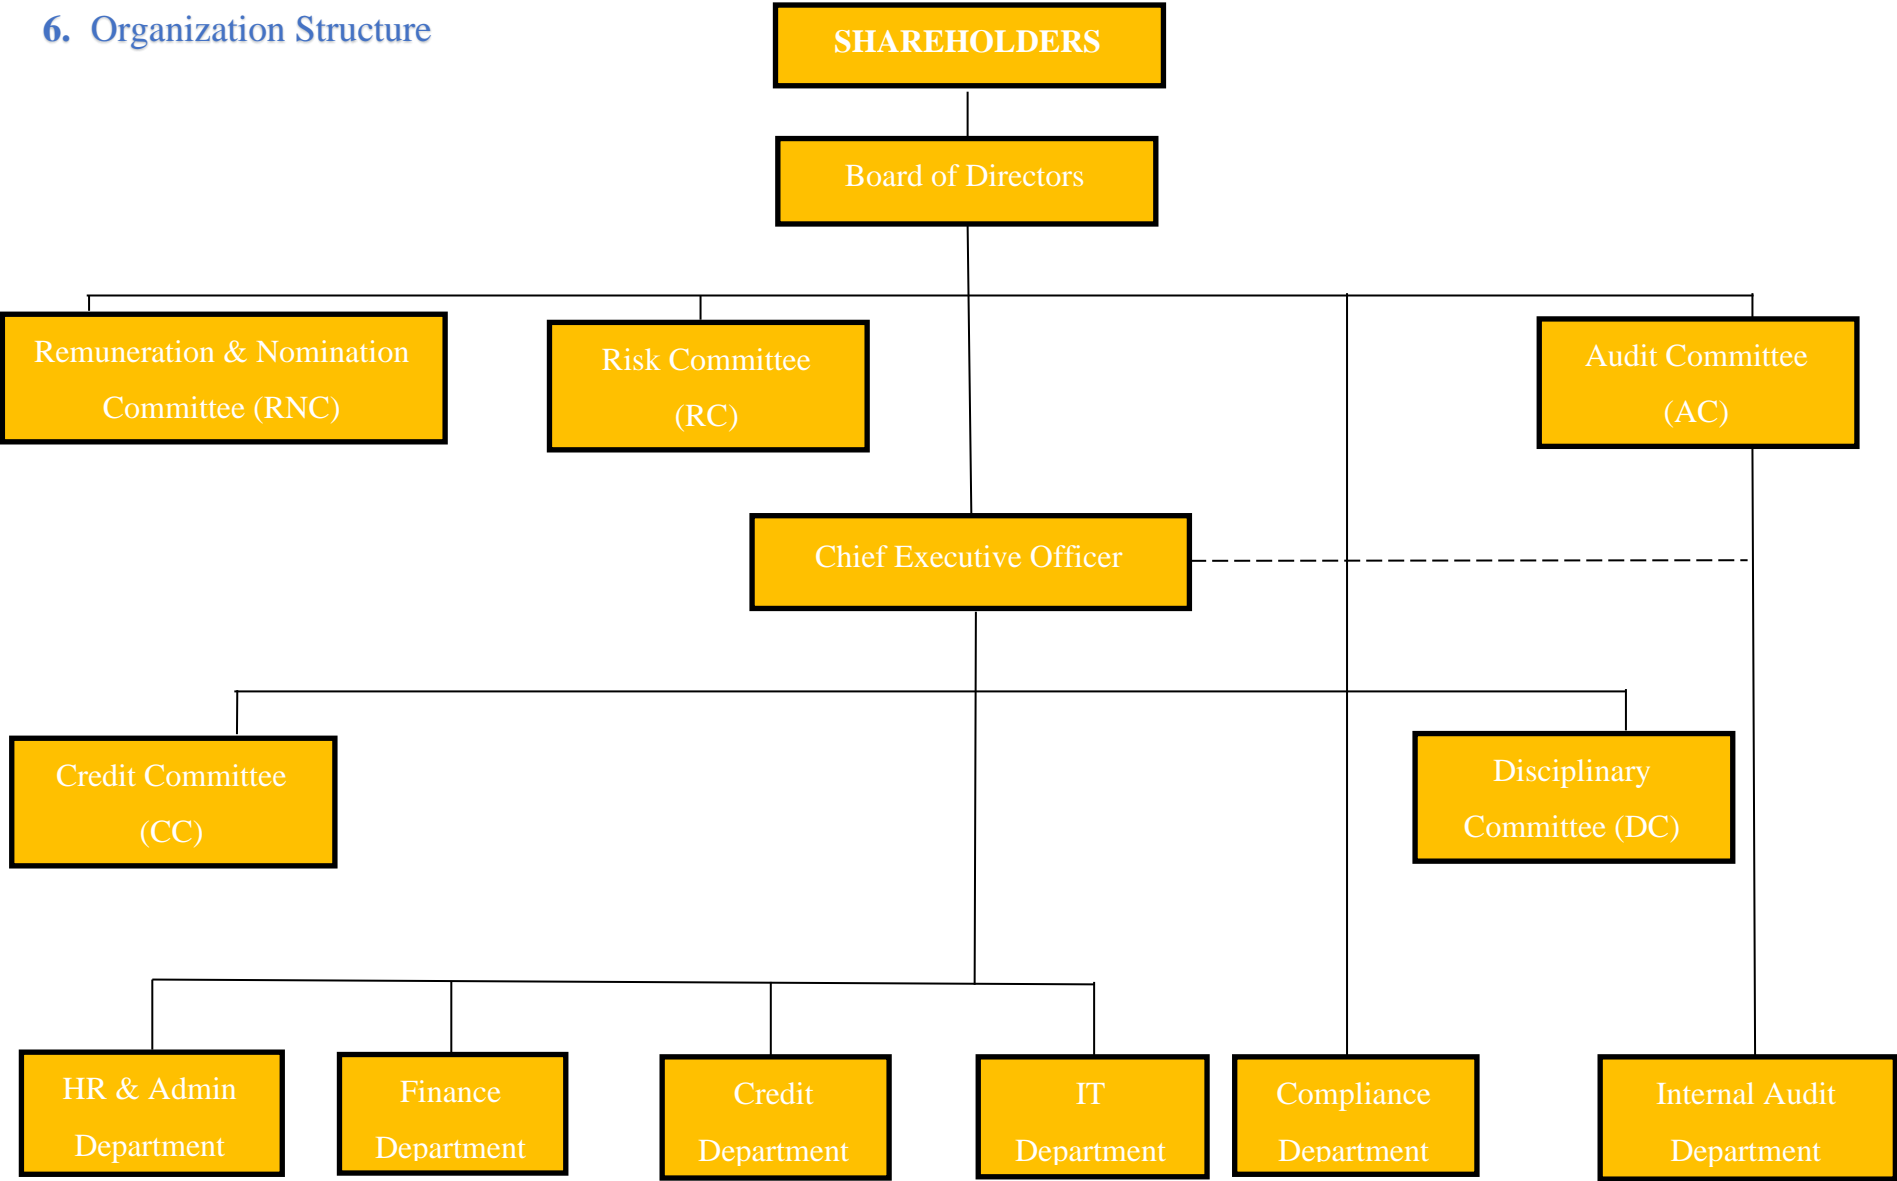 6. Organization Structure
SHAREHOLDERS
Board of Directors
Remuneration & Nomination
Committee (RNC)
Risk Committee
(RC)
Audit Committee
(AC)
Chief Executive Officer
Credit Committee
(CC)
Disciplinary
Committee (DC)
HR & Admin
Department
Finance
Department
Credit
Department
IT
Department
Compliance
Department
Internal Audit
Department